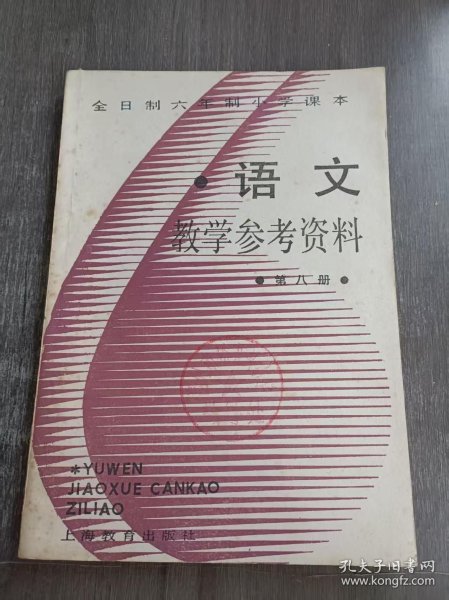 全日制六年制小学课本
·语文
教学参考资料
·第八册·
*YUWEN
JIAOXUE CANKAO
ZILIAO
上海教育出版社
孔夫子旧书网
www.kongfz.com